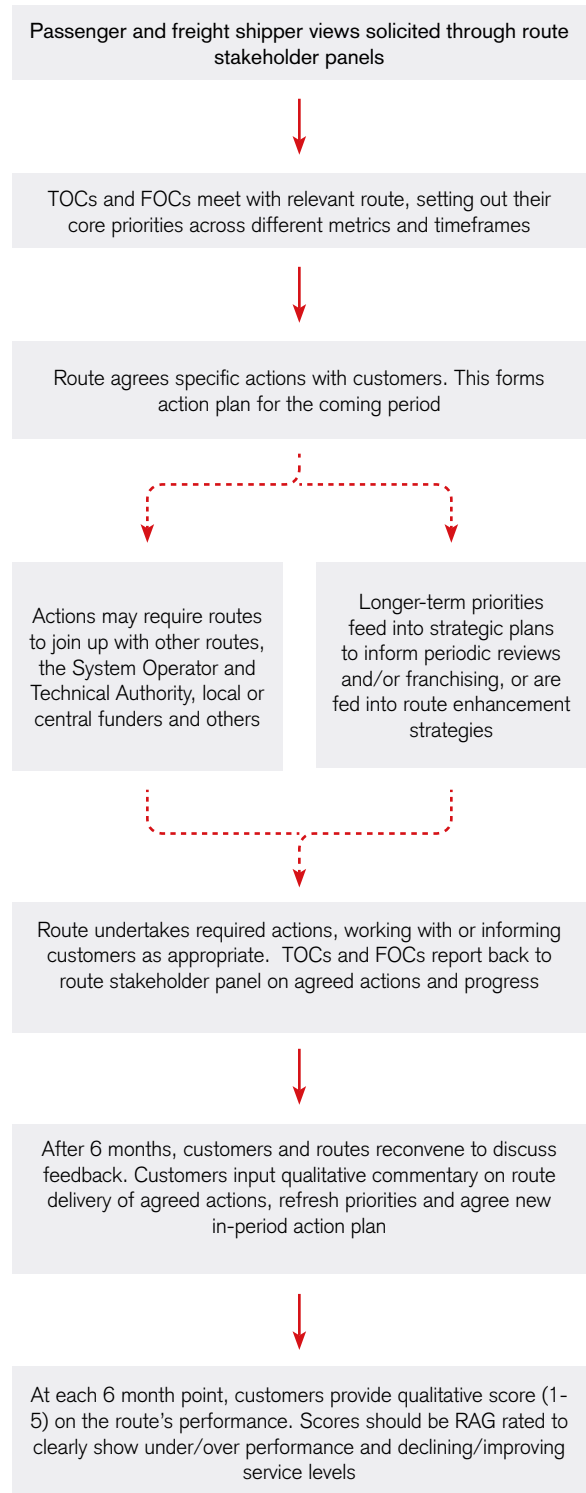 Passenger and freight shipper views solicited through route
stakeholder panels
TOCs and FOCs meet with relevant route, setting out their
core priorities across different metrics and timeframes
Route agrees specific actions with customers. This forms
action plan for the coming period
Actions may require routes
to join up with other routes,
the System Operator and
Technical Authority, local or
central funders and others
Longer-term priorities
feed into strategic plans
to inform periodic reviews
and/or franchising, or are
fed into route enhancement
strategies
Route undertakes required actions, working with or informing
customers as appropriate.  TOCs and FOCs report back to
route stakeholder panel on agreed actions and progress
After 6 months, customers and routes reconvene to discuss
feedback. Customers input qualitative commentary on route
delivery of agreed actions, refresh priorities and agree new
in-period action plan
At each 6 month point, customers provide qualitative score (1-
5) on the route’s performance. Scores should be RAG rated to
clearly show under/over performance and declining/improving
service levels